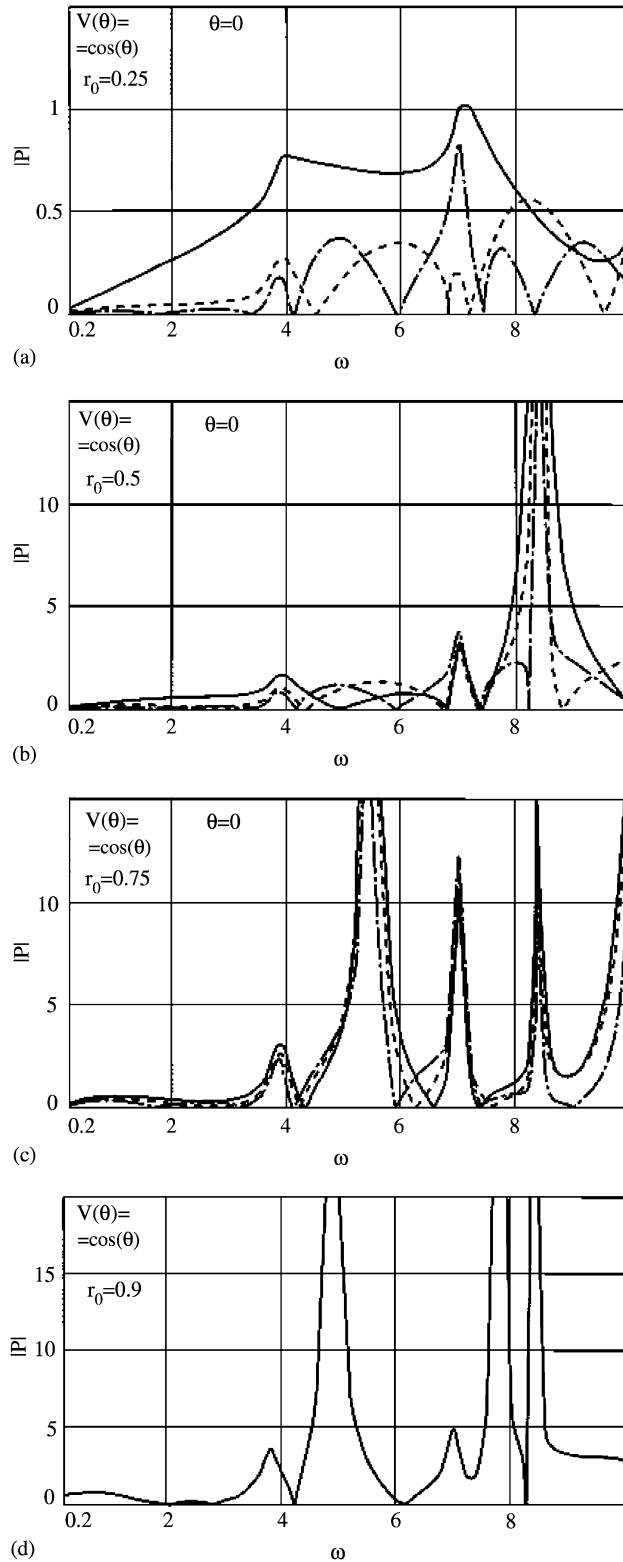 V(θ)=
=cos(θ)
r₀=0.25
θ=0
1
0.5
0
|P|
0.2 2 4 6 8
ω
(a)
V(θ)=
=cos(θ)
r₀=0.5
θ=0
10
5
0
|P|
0.2 2 4 6 8
ω
(b)
V(θ)=
=cos(θ)
r₀=0.75
θ=0
10
5
0
|P|
0.2 2 4 6 8
ω
(c)
V(θ)=
=cos(θ)
r₀=0.9
15
10
5
0
|P|
0.2 2 4 6 8
ω
(d)